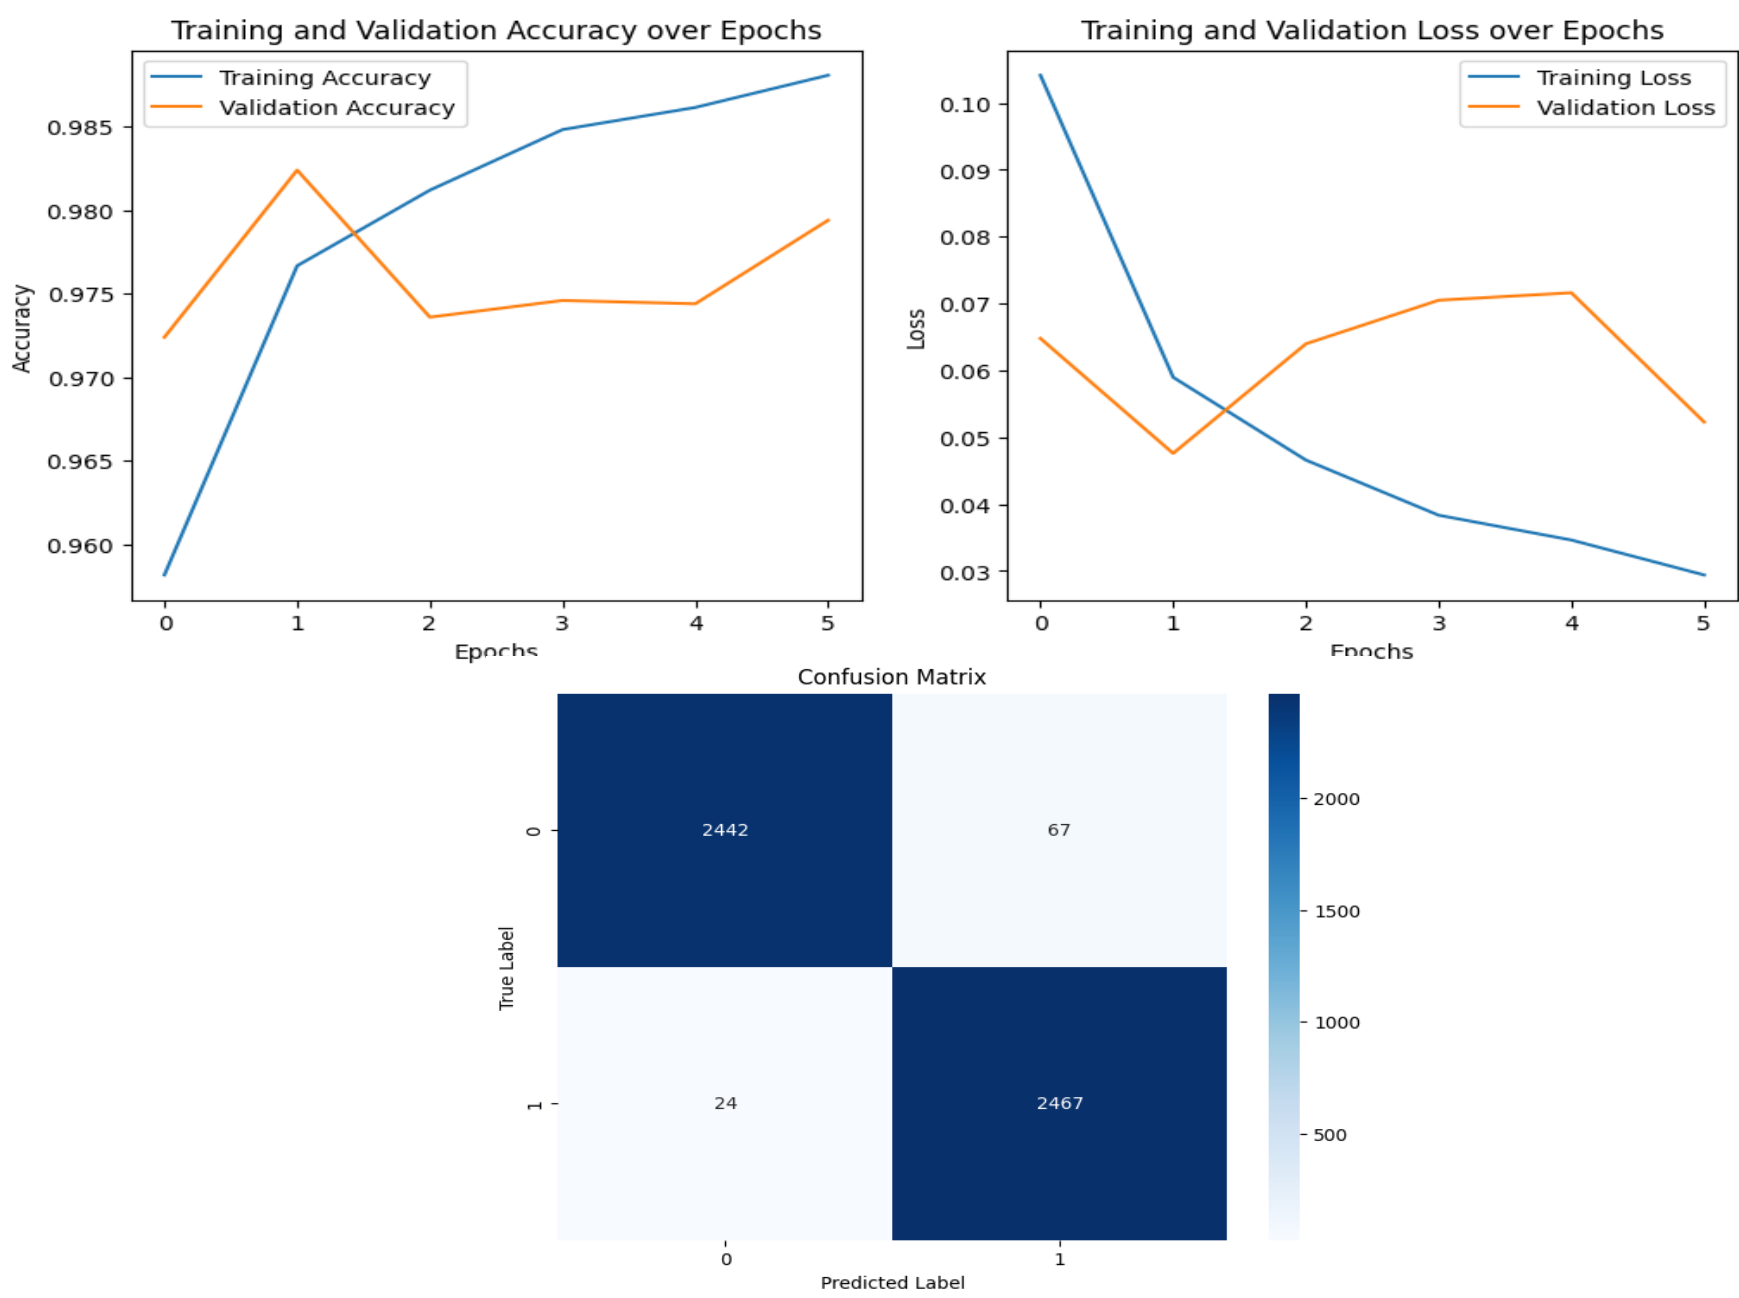 Training and Validation Accuracy over Epochs
Training Accuracy
Validation Accuracy
0.985
0.980
0.975
0.970
0.965
0.960
Accuracy
0 1 2 3 4 5
Epochs
Training and Validation Loss over Epochs
Training Loss
Validation Loss
0.10
0.09
0.08
0.07
0.06
0.05
0.04
0.03
Loss
0 1 2 3 4 5
Epochs
Confusion Matrix
2442 67
24 2467
0
1
True Label
0 1
Predicted Label
2000
1500
1000
500